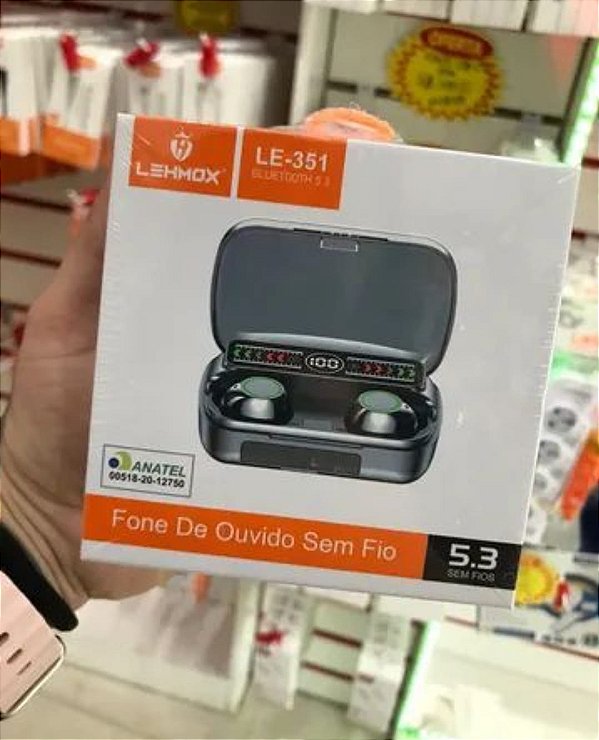 LEHMOX
LE-351
BLUETOOTH 5.3
100
ANATEL
00518-20-12750
Fone De Ouvido Sem Fio
5.3
SEM FIOS
OFERTA